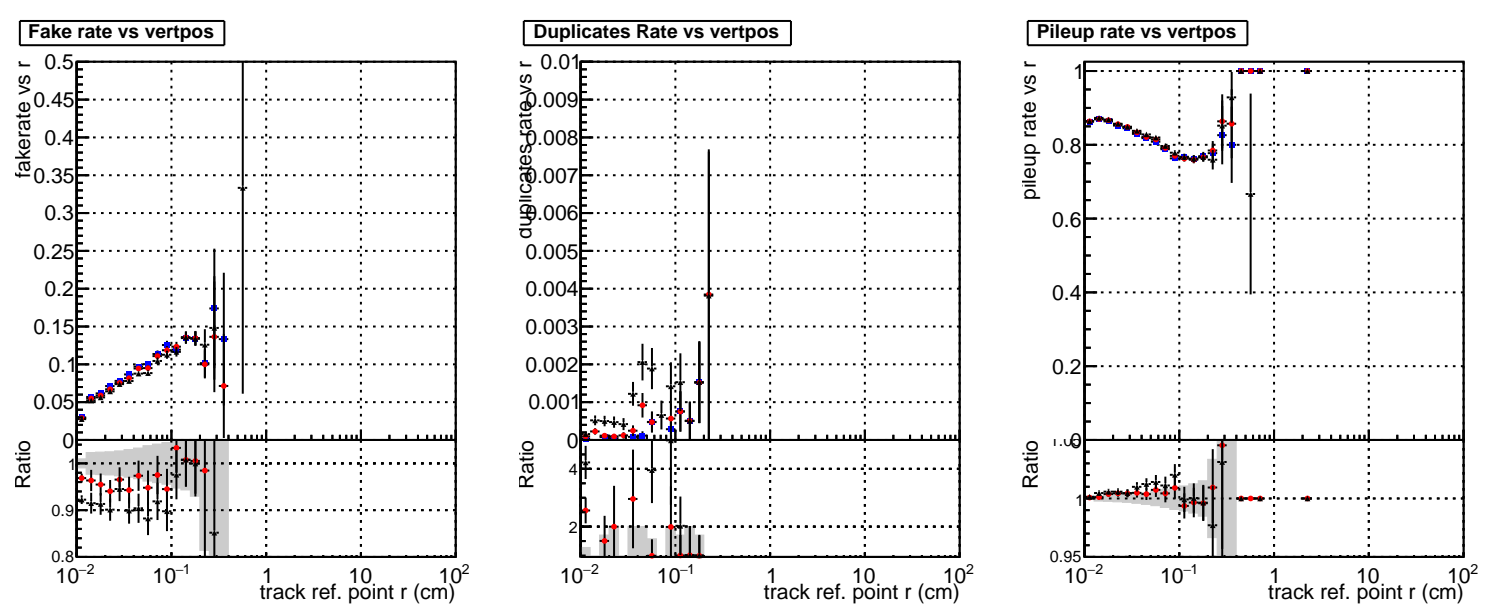 Fake rate vs vertpos
fakerate vs r
0.5
0.45
0.4
0.35
0.3
0.25
0.2
0.15
0.1
0.05
0
Ratio
1
0.9
0.8
10⁻² 10⁻¹ 1 10 10²
track ref. point r (cm)
Duplicates Rate vs vertpos
duplicates rate vs r
0.01
0.009
0.008
0.007
0.006
0.005
0.004
0.003
0.002
0.001
0
Ratio
4
2
10⁻² 10⁻¹ 1 10 10²
track ref. point r (cm)
Pileup rate vs vertpos
pileup rate vs r
1
0.8
0.6
0.4
0.2
0
Ratio
1
0.95
10⁻² 10⁻¹ 1 10 10²
track ref. point r (cm)